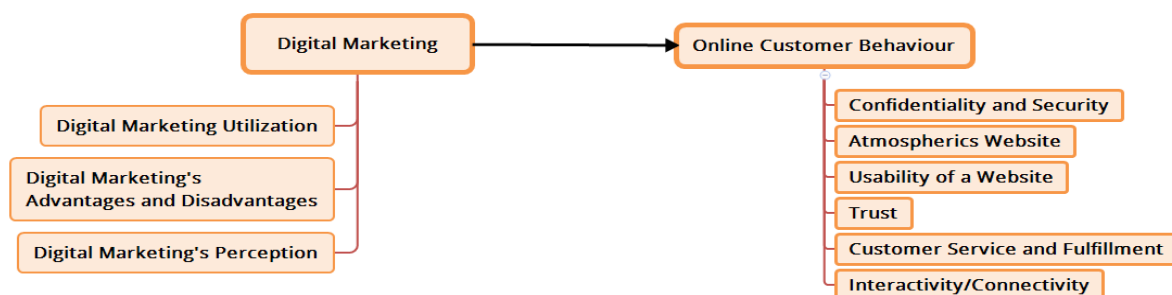 Digital Marketing
Online Customer Behaviour
Digital Marketing Utilization
Digital Marketing's
Advantages and Disadvantages
Digital Marketing's Perception
Confidentiality and Security
Atmospherics Website
Usability of a Website
Trust
Customer Service and Fulfillment
Interactivity/Connectivity